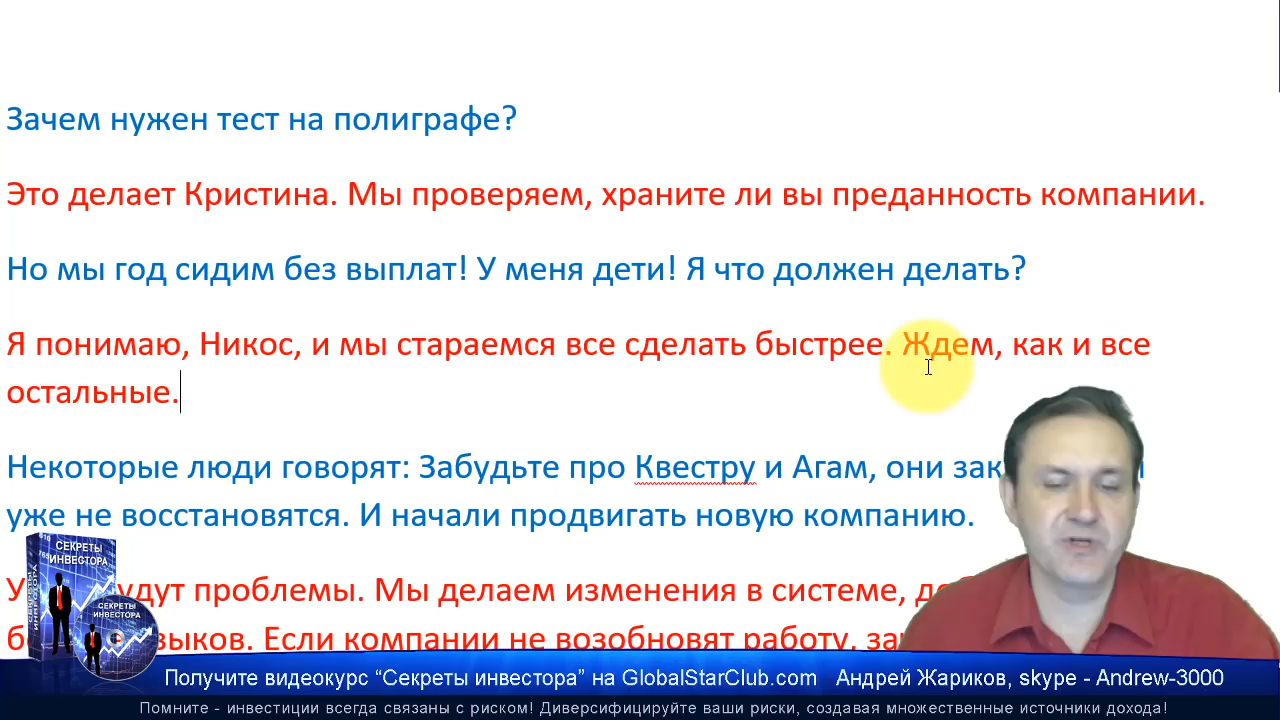 Зачем нужен тест на полиграфе?
Это делает Кристина. Мы проверяем, храните ли вы преданность компании.
Но мы год сидим без выплат! У меня дети! Я что должен делать?
Я понимаю, Никос, и мы стараемся все сделать быстрее. Ждем, как и все
остальные.
Некоторые люди говорят: Забудьте про Квестру и Агам, они
уже не восстановятся. И начали продвигать новую компанию.
проблемы. Мы делаем изменения в системе,
Если компании не возобновят работу,
СЕКРЕТЫ
ИНВЕСТОРА
СЕКРЕТЫ
ИНВЕСТОРА
СЕКРЕТЫ
ИНВЕСТОРА
Получите видеокурс “Секреты инвестора” на GlobalStarClub.com Андрей Жариков, skype - Andrew-3000
Помните - инвестиции всегда связаны с риском! Диверсифицируйте ваши риски, создавая множественные источники дохода!